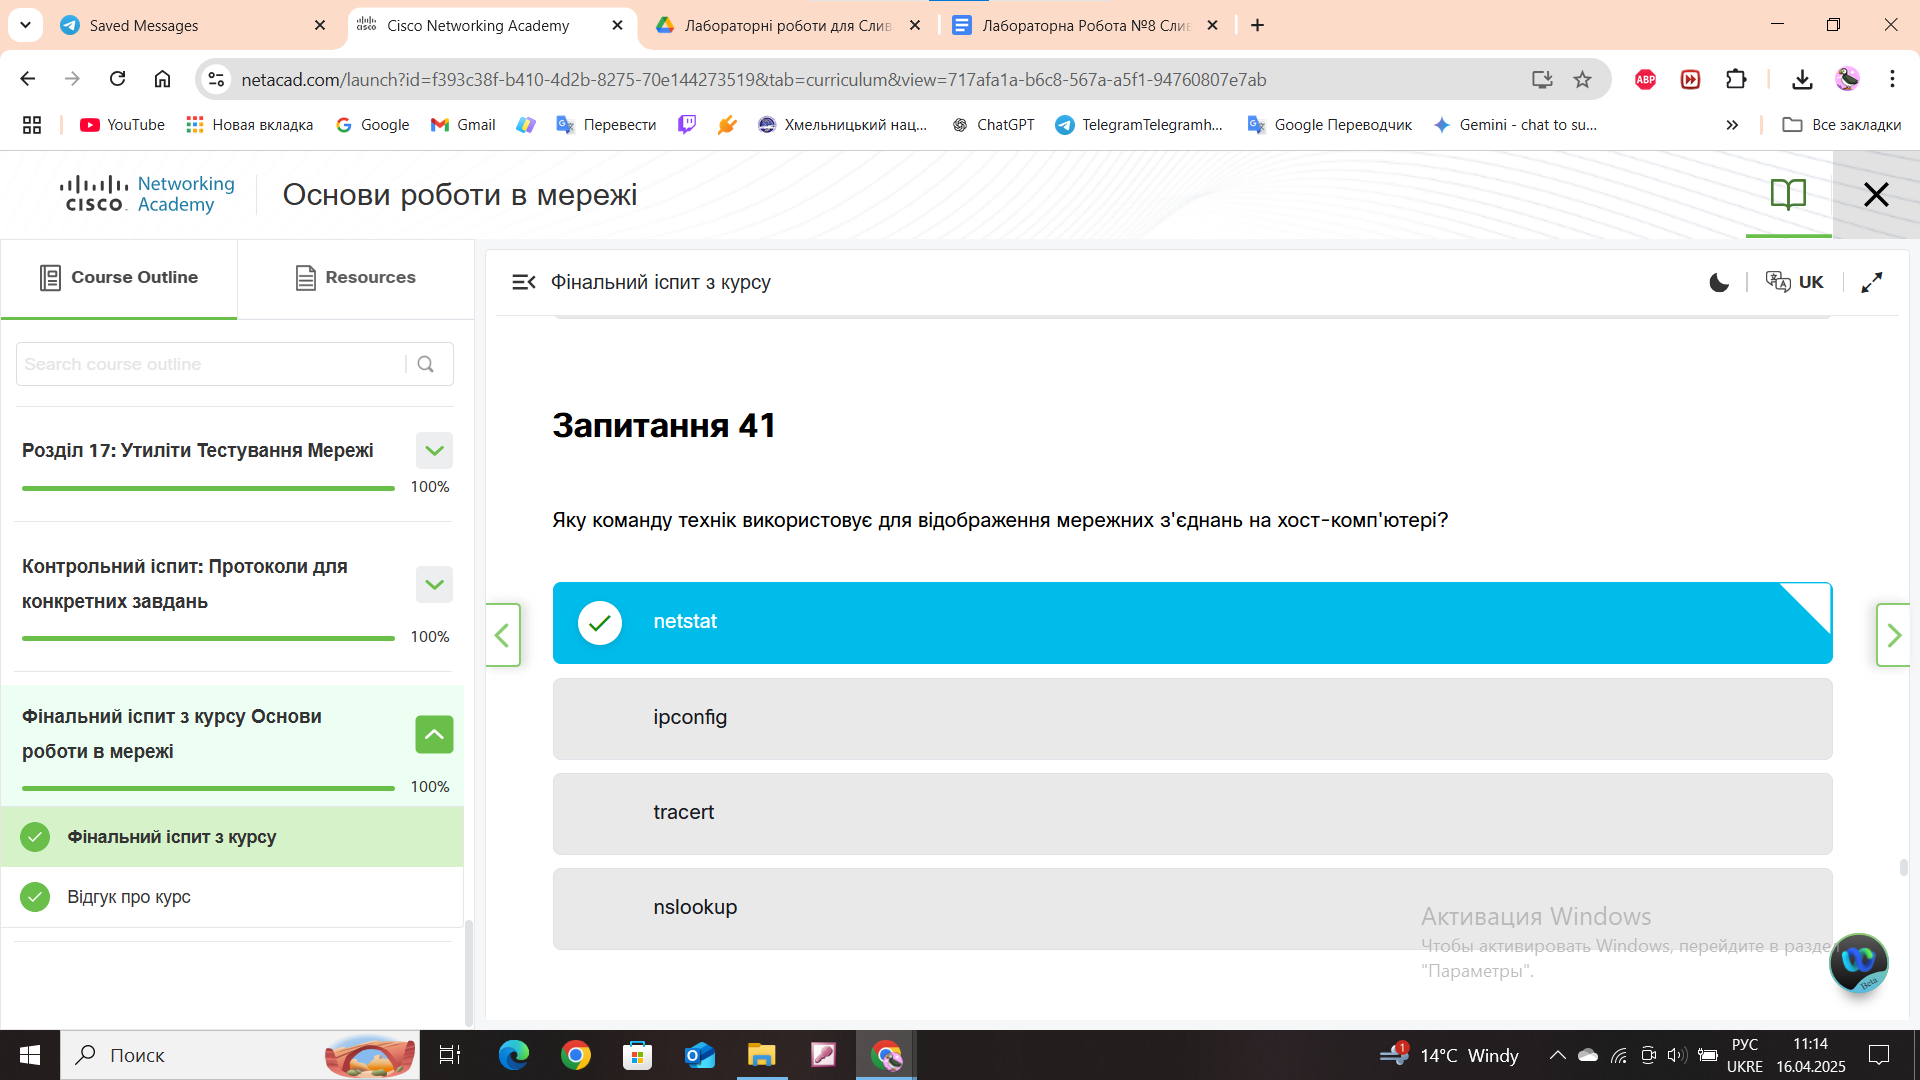 Saved Messages
Cisco Networking Academy
Лабораторні роботи для Слив
Лабораторна Робота №8 Слив
netacad.com/launch?id=f393c38f-b410-4d2b-8275-70e144273519&tab=curriculum&view=717afa1a-b6c8-567a-a5f1-94760807e7ab
ABP
YouTube
Новая вкладка
Google
Gmail
Перевести
Хмельницький нац...
ChatGPT
TelegramTelegramh...
Google Переводчик
Gemini - chat to su...
Все закладки
cisco Networking Academy
Основи роботи в мережі
Course Outline
Resources
Search course outline
Розділ 17: Утиліти Тестування Мережі
100%
Контрольний іспит: Протоколи для
конкретних завдань
100%
Фінальний іспит з курсу Основи
роботи в мережі
100%
Фінальний іспит з курсу
Відгук про курс
Фінальний іспит з курсу
UK
Запитання 41
Яку команду технік використовує для відображення мережних з'єднань на хост-комп'ютері?
netstat
ipconfig
tracert
nslookup
Активация Windows
Чтобы активировать Windows, перейдите в раздел
"Параметры".
Beta
Поиск
1
14°C Windy
РУС
UKRE
11:14
16.04.2025